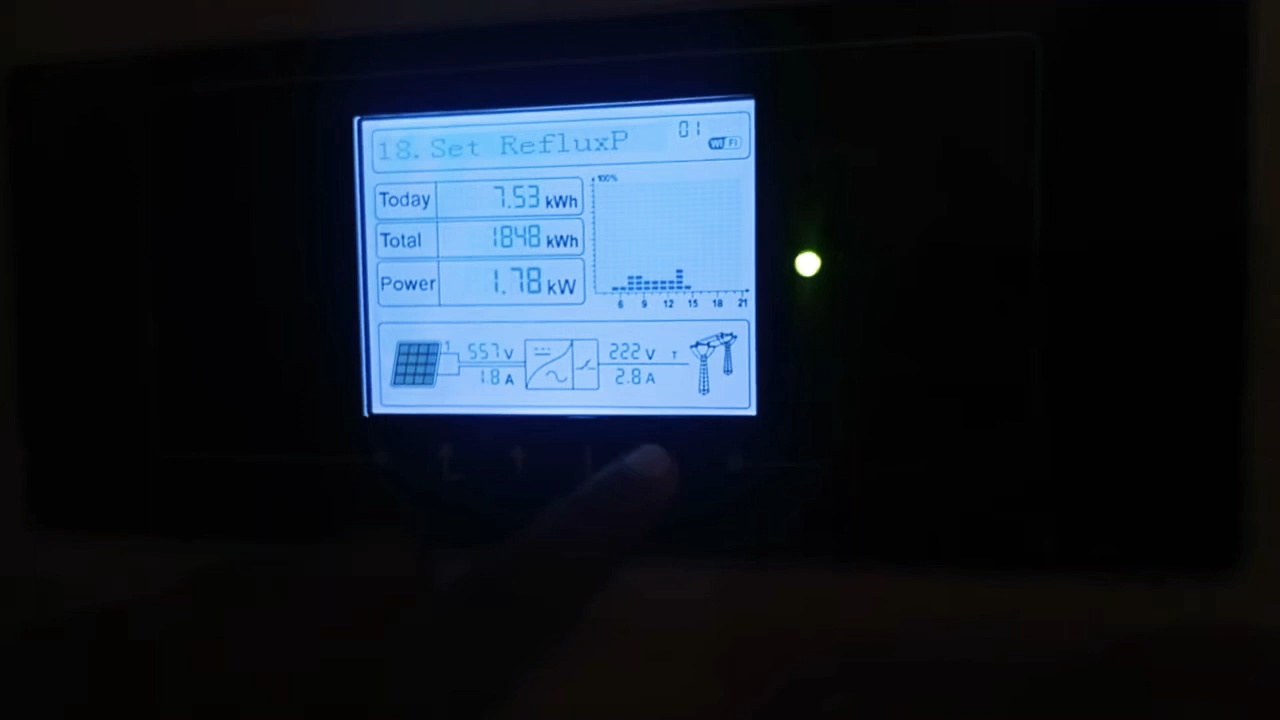 18. Set RefluxP
01
WiFi
Today 7.53 kWh
Total 1848 kWh
Power 1.78 kW
100%
6 9 12 15 18 21
1 557 V 222 V T
1.8 A 2.8 A